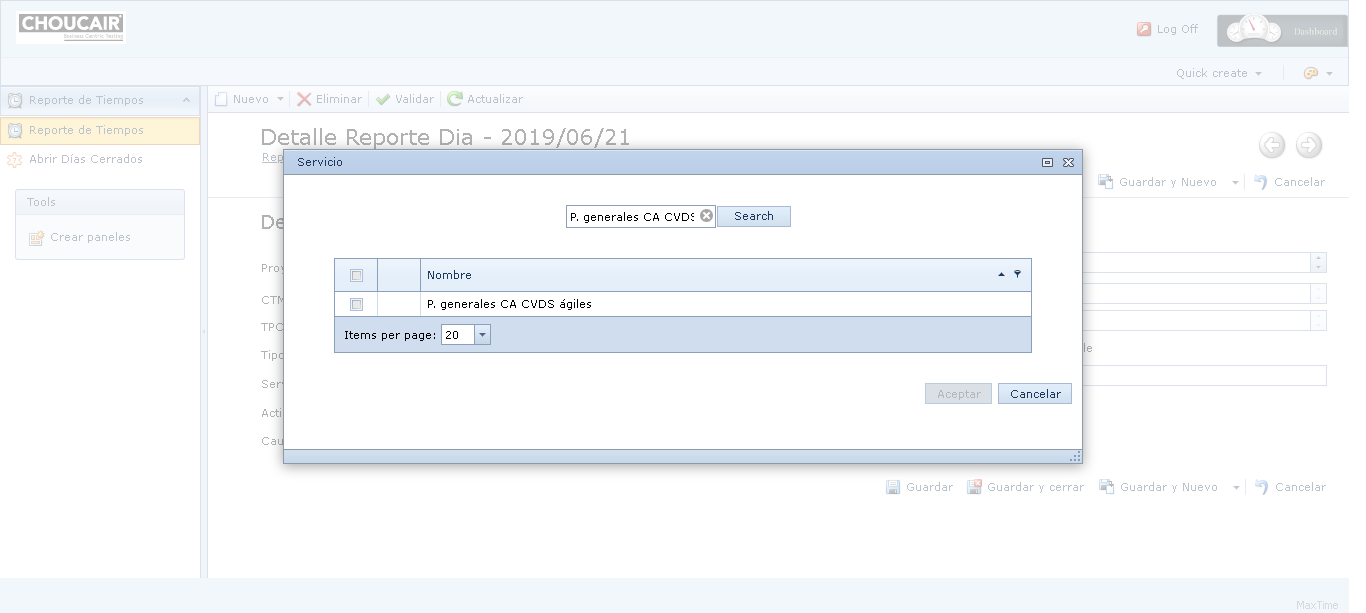 CHOUCAIR
Business Centric Testing
Log Off
Dashboard
Quick create
Reporte de Tiempos
Nuevo
Eliminar
Validar
Actualizar
Reporte de Tiempos
Abrir Días Cerrados
Detalle Reporte Dia - 2019/06/21
Rep
Servicio
Guardar y Nuevo
Cancelar
Tools
Crear paneles
P. generales CA CVDS
Search
De
Proy
Nombre
CTM
P. generales CA CVDS ágiles
TPC
Items per page: 20
Tipo
le
Ser
Aceptar
Cancelar
Acti
Cau
Guardar
Guardar y cerrar
Guardar y Nuevo
Cancelar
MaxTime